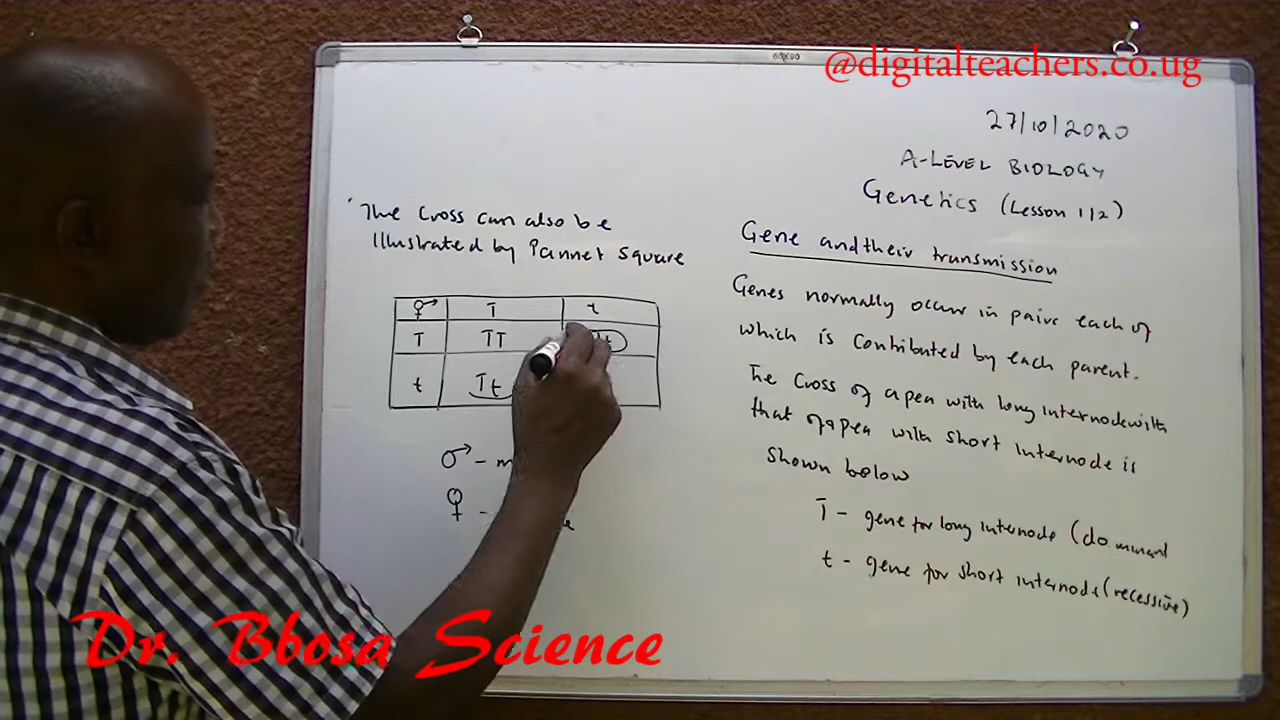 @digitalteachers.co.ug
27/10/2020
A-LEVEL BIOLOGY
Genetics (Lesson 1/2)
The Cross can also be
Illustrated by Pannet Square
♀♂ T t
T TT
t Tt
♂ -
♀ -
Gene and their transmission
Genes normally occur in pairs each of
which is contributed by each parent.
The Cross of a pea with long internode with
that of a pea with short internode is
shown below
T - gene for long internode (dominant
t - gene for short internode (recessive)
Dr. Bbosa Science